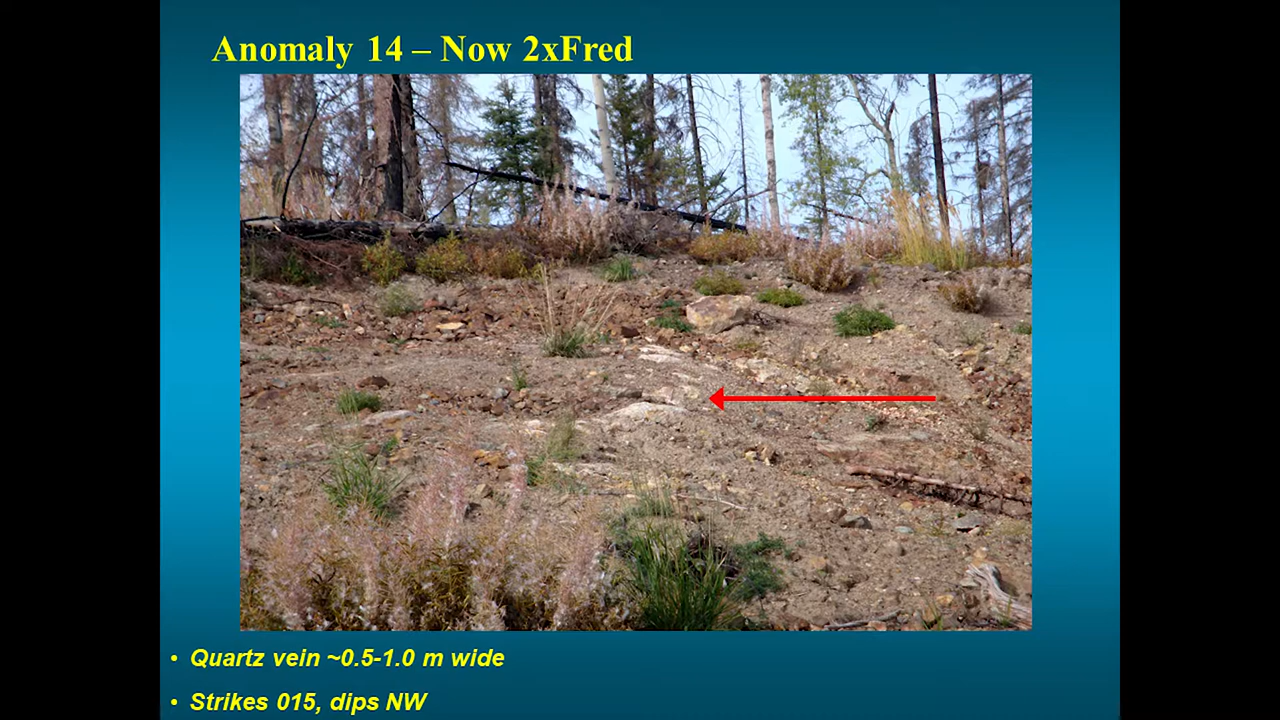 Anomaly 14 – Now 2xFred
• Quartz vein ~0.5-1.0 m wide
• Strikes 015, dips NW